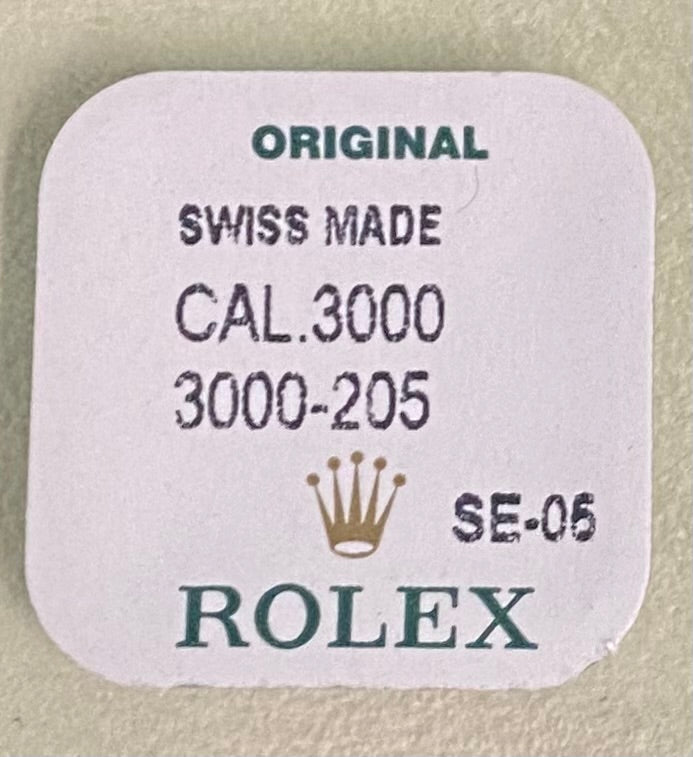 ORIGINAL
SWISS MADE
CAL.3000
3000-205
SE-05
ROLEX